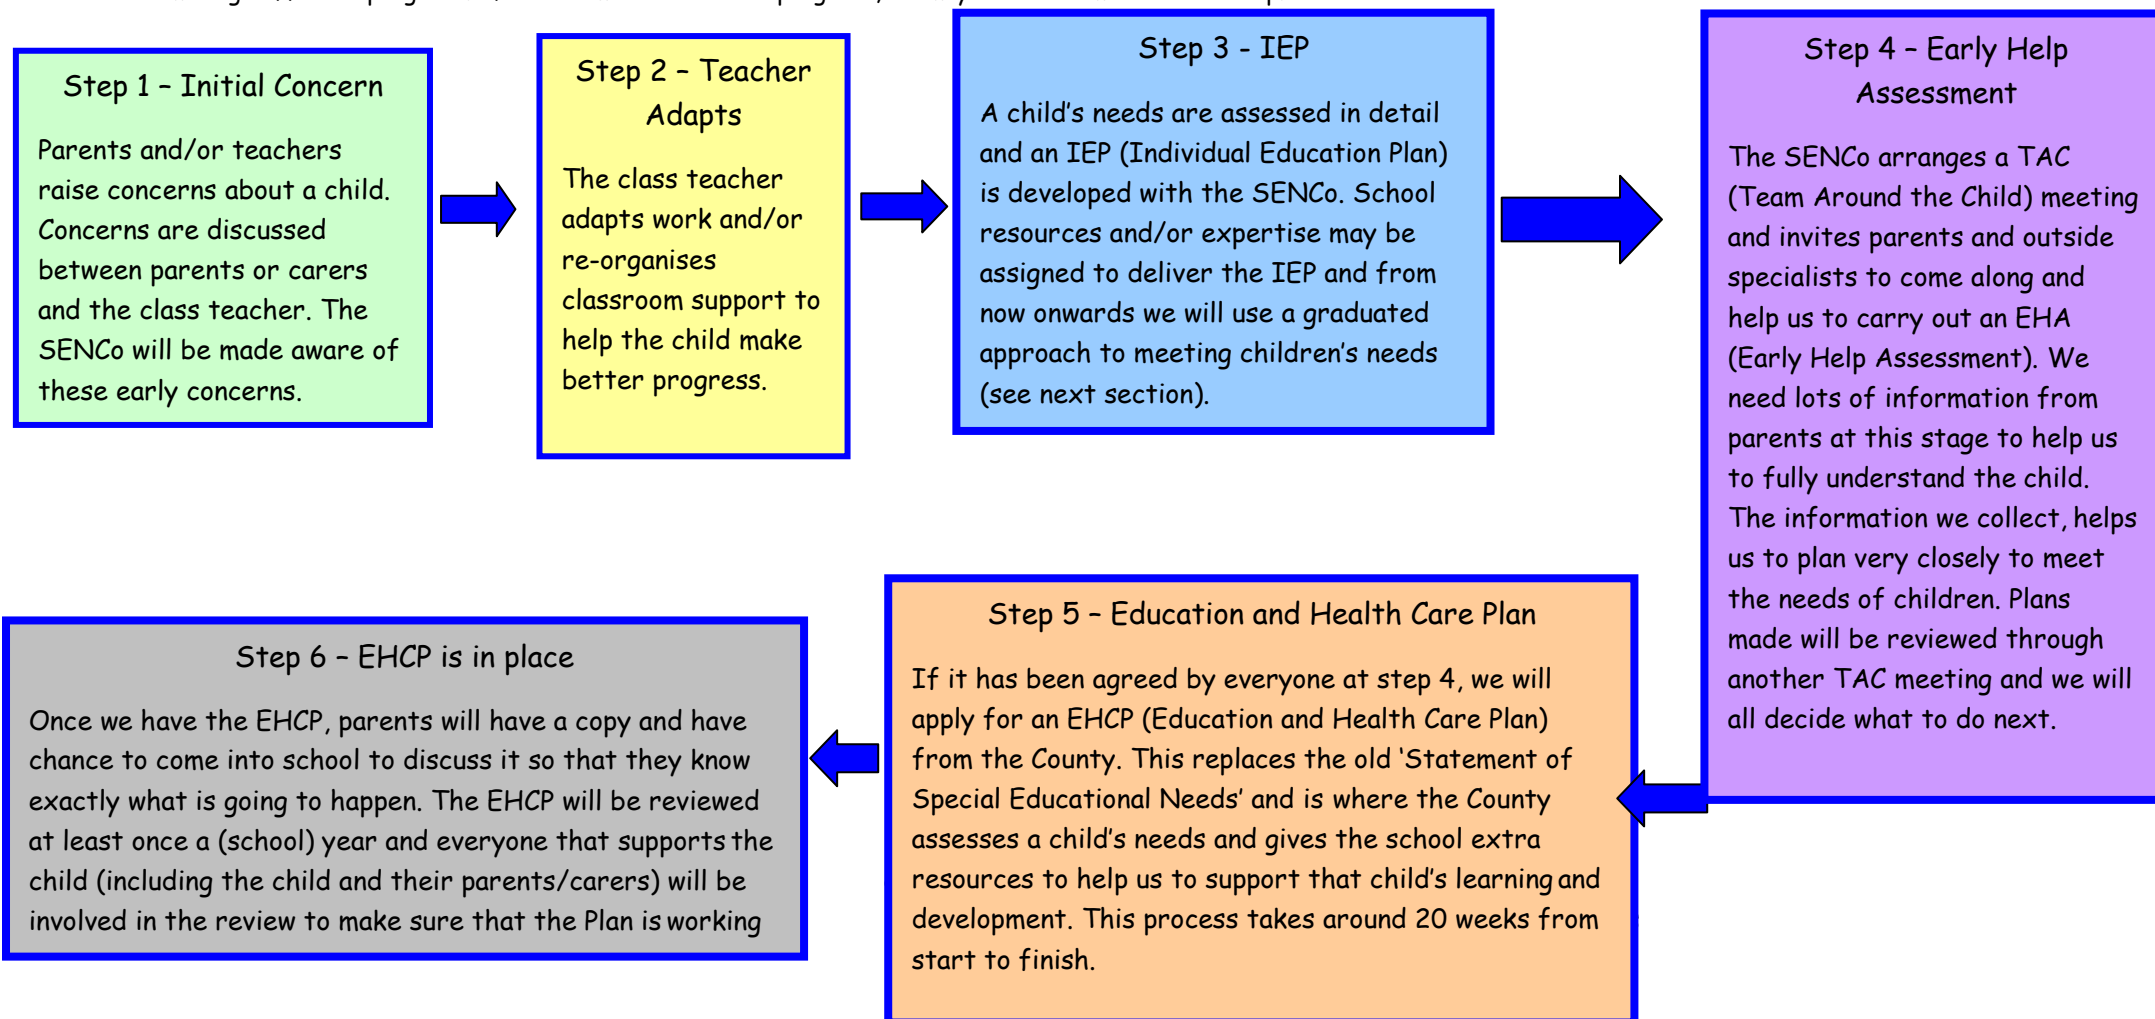 Step 1 – Initial Concern
Parents and/or teachers
raise concerns about a child.
Concerns are discussed
between parents or carers
and the class teacher. The
SENCo will be made aware of
these early concerns.
Step 2 – Teacher
Adapts
The class teacher
adapts work and/or
re-organises
classroom support to
help the child make
better progress.
Step 3 - IEP
A child's needs are assessed in detail
and an IEP (Individual Education Plan)
is developed with the SENCo. School
resources and/or expertise may be
assigned to deliver the IEP and from
now onwards we will use a graduated
approach to meeting children's needs
(see next section).
Step 4 – Early Help
Assessment
The SENCo arranges a TAC
(Team Around the Child) meeting
and invites parents and outside
specialists to come along and
help us to carry out an EHA
(Early Help Assessment). We
need lots of information from
parents at this stage to help us
to fully understand the child.
The information we collect, helps
us to plan very closely to meet
the needs of children. Plans
made will be reviewed through
another TAC meeting and we will
all decide what to do next.
Step 5 – Education and Health Care Plan
If it has been agreed by everyone at step 4, we will
apply for an EHCP (Education and Health Care Plan)
from the County. This replaces the old 'Statement of
Special Educational Needs' and is where the County
assesses a child's needs and gives the school extra
resources to help us to support that child's learning and
development. This process takes around 20 weeks from
start to finish.
Step 6 – EHCP is in place
Once we have the EHCP, parents will have a copy and have
chance to come into school to discuss it so that they know
exactly what is going to happen. The EHCP will be reviewed
at least once a (school) year and everyone that supports the
child (including the child and their parents/carers) will be
involved in the review to make sure that the Plan is working